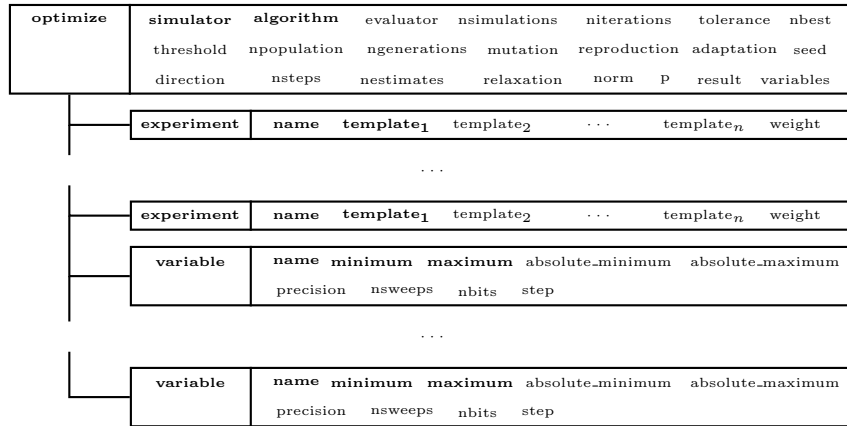 optimize simulator algorithm evaluator nsimulations niterations tolerance nbest
threshold npopulation ngenerations mutation reproduction adaptation seed
direction nsteps nestimates relaxation norm p result variables
experiment name template₁ template₂ ... templateₙ weight
...
experiment name template₁ template₂ ... templateₙ weight
variable name minimum maximum absolute_minimum absolute_maximum
precision nsweeps nbits step
...
variable name minimum maximum absolute_minimum absolute_maximum
precision nsweeps nbits step